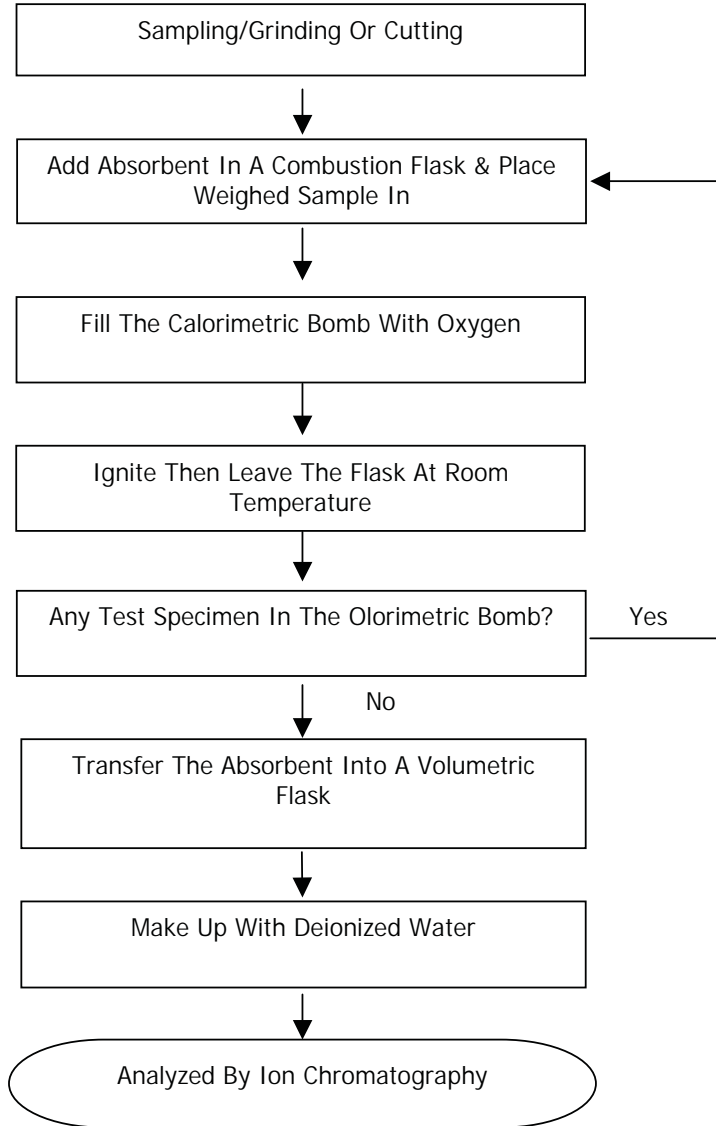 Sampling/Grinding Or Cutting
Add Absorbent In A Combustion Flask & Place
Weighed Sample In
Fill The Calorimetric Bomb With Oxygen
Ignite Then Leave The Flask At Room
Temperature
Any Test Specimen In The Olorimetric Bomb?
Yes
No
Transfer The Absorbent Into A Volumetric
Flask
Make Up With Deionized Water
Analyzed By Ion Chromatography